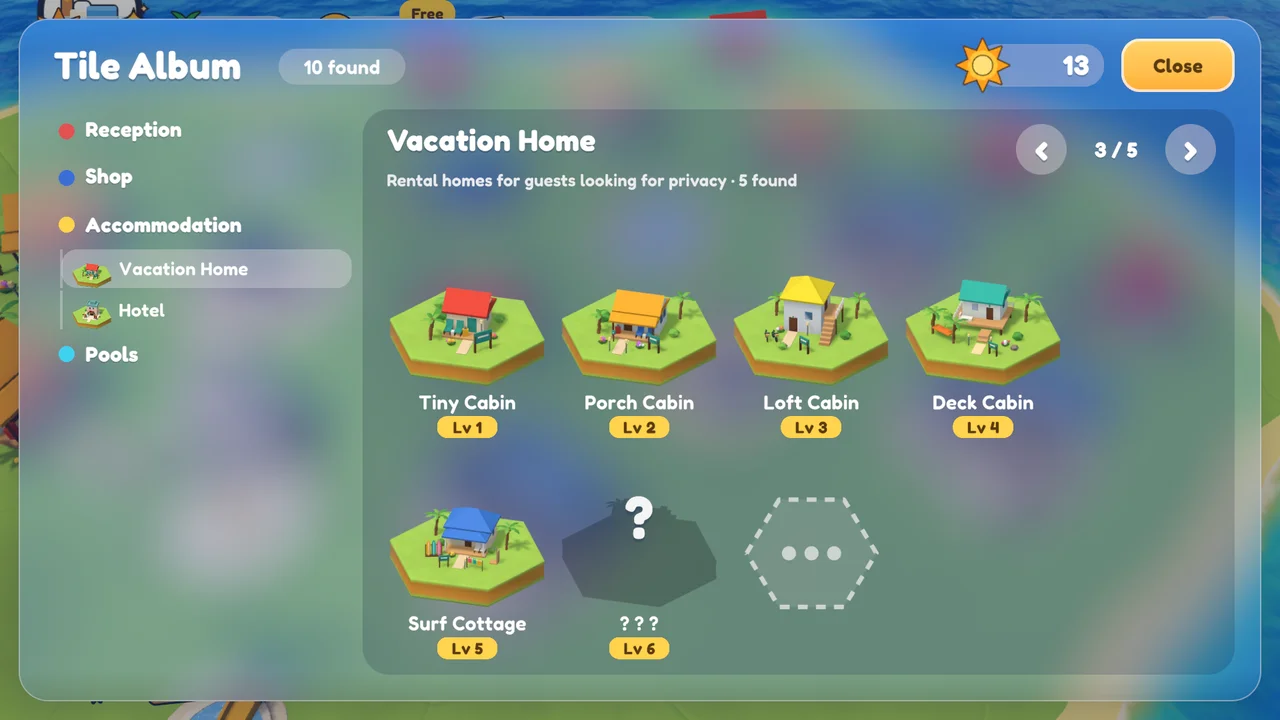 Free
Tile Album
10 found
13
Close
Reception
Shop
Accommodation
Vacation Home
Hotel
Pools
Vacation Home
3 / 5
Rental homes for guests looking for privacy · 5 found
Tiny Cabin
Lv 1
Porch Cabin
Lv 2
Loft Cabin
Lv 3
Deck Cabin
Lv 4
Surf Cottage
Lv 5
?
? ? ?
Lv 6